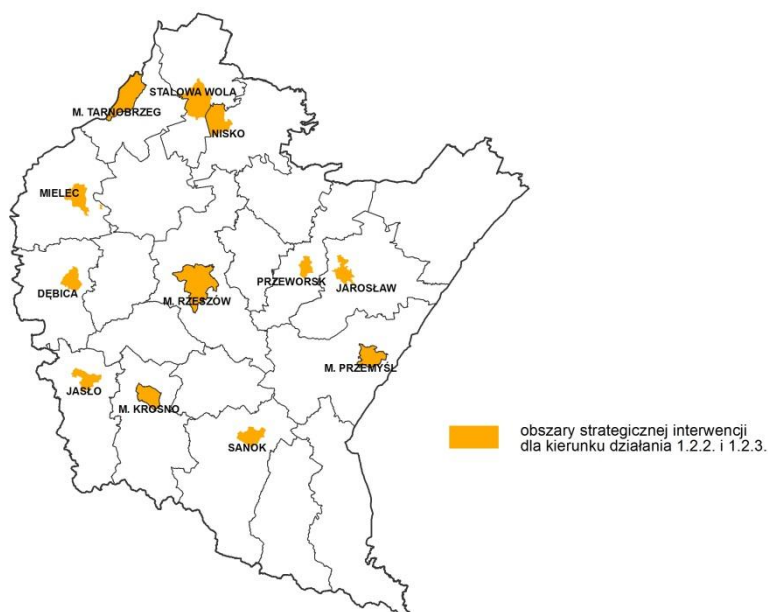 STALOWA WOLA
M. TARNOBRZEG
NISKO
MIELEC
PRZEWORSK
JAROSŁAW
DĘBICA
M. RZESZÓW
M. PRZEMYŚL
JASŁO
M. KROSNO
SANOK
obszary strategicznej interwencji
dla kierunku działania 1.2.2. i 1.2.3.